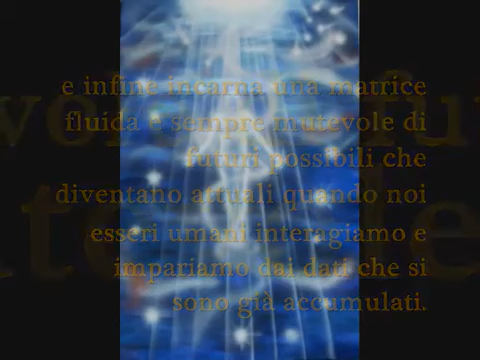 e infine incarna una matrice
fluida e sempre mutevole di
futuri possibili che
diventano attuali quando noi
esseri umani interagiamo e
impariamo dai dati che si
sono già accumulati.